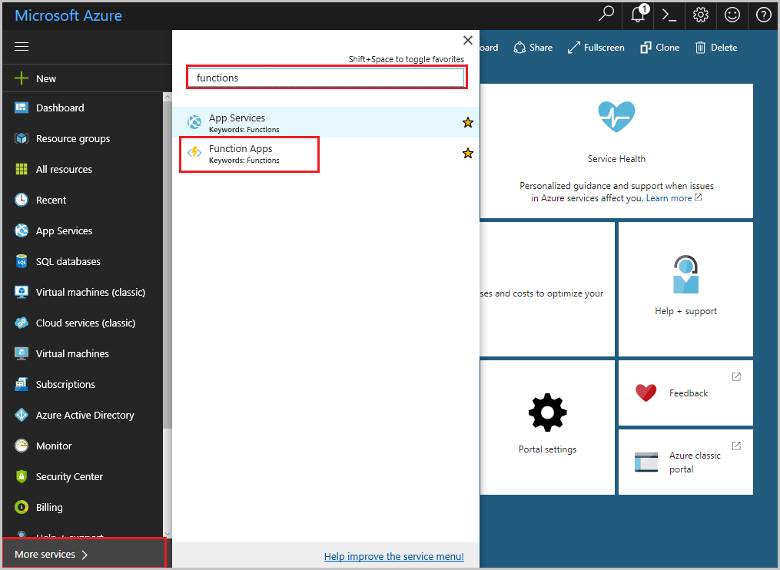 Microsoft Azure
1
Shift+Space to toggle favorites
functions
App Services
Keywords: Functions
Function Apps
Keywords: Functions
Help improve the service menu!
New
Dashboard
Resource groups
All resources
Recent
App Services
SQL
SQL databases
Virtual machines (classic)
Cloud services (classic)
Virtual machines
Subscriptions
Azure Active Directory
Monitor
Security Center
Billing
Help + support
More services
oard
Share
Fullscreen
Clone
Delete
Service Health
Personalized guidance and support when issues
in Azure services affect you. Learn more
ses and costs to optimize your
Help + support
Portal settings
Feedback
Azure classic
portal